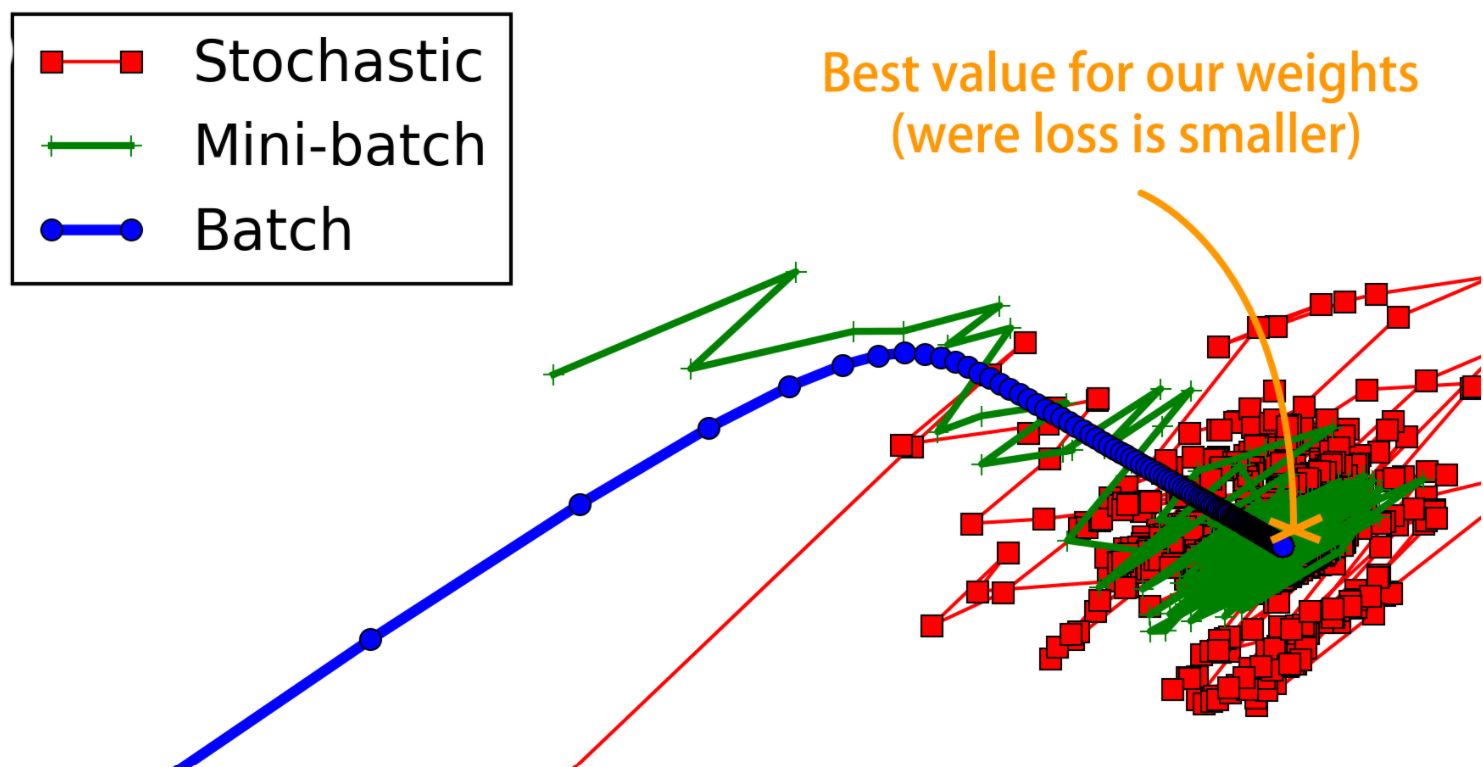 Stochastic
Mini-batch
Batch
Best value for our weights
(were loss is smaller)